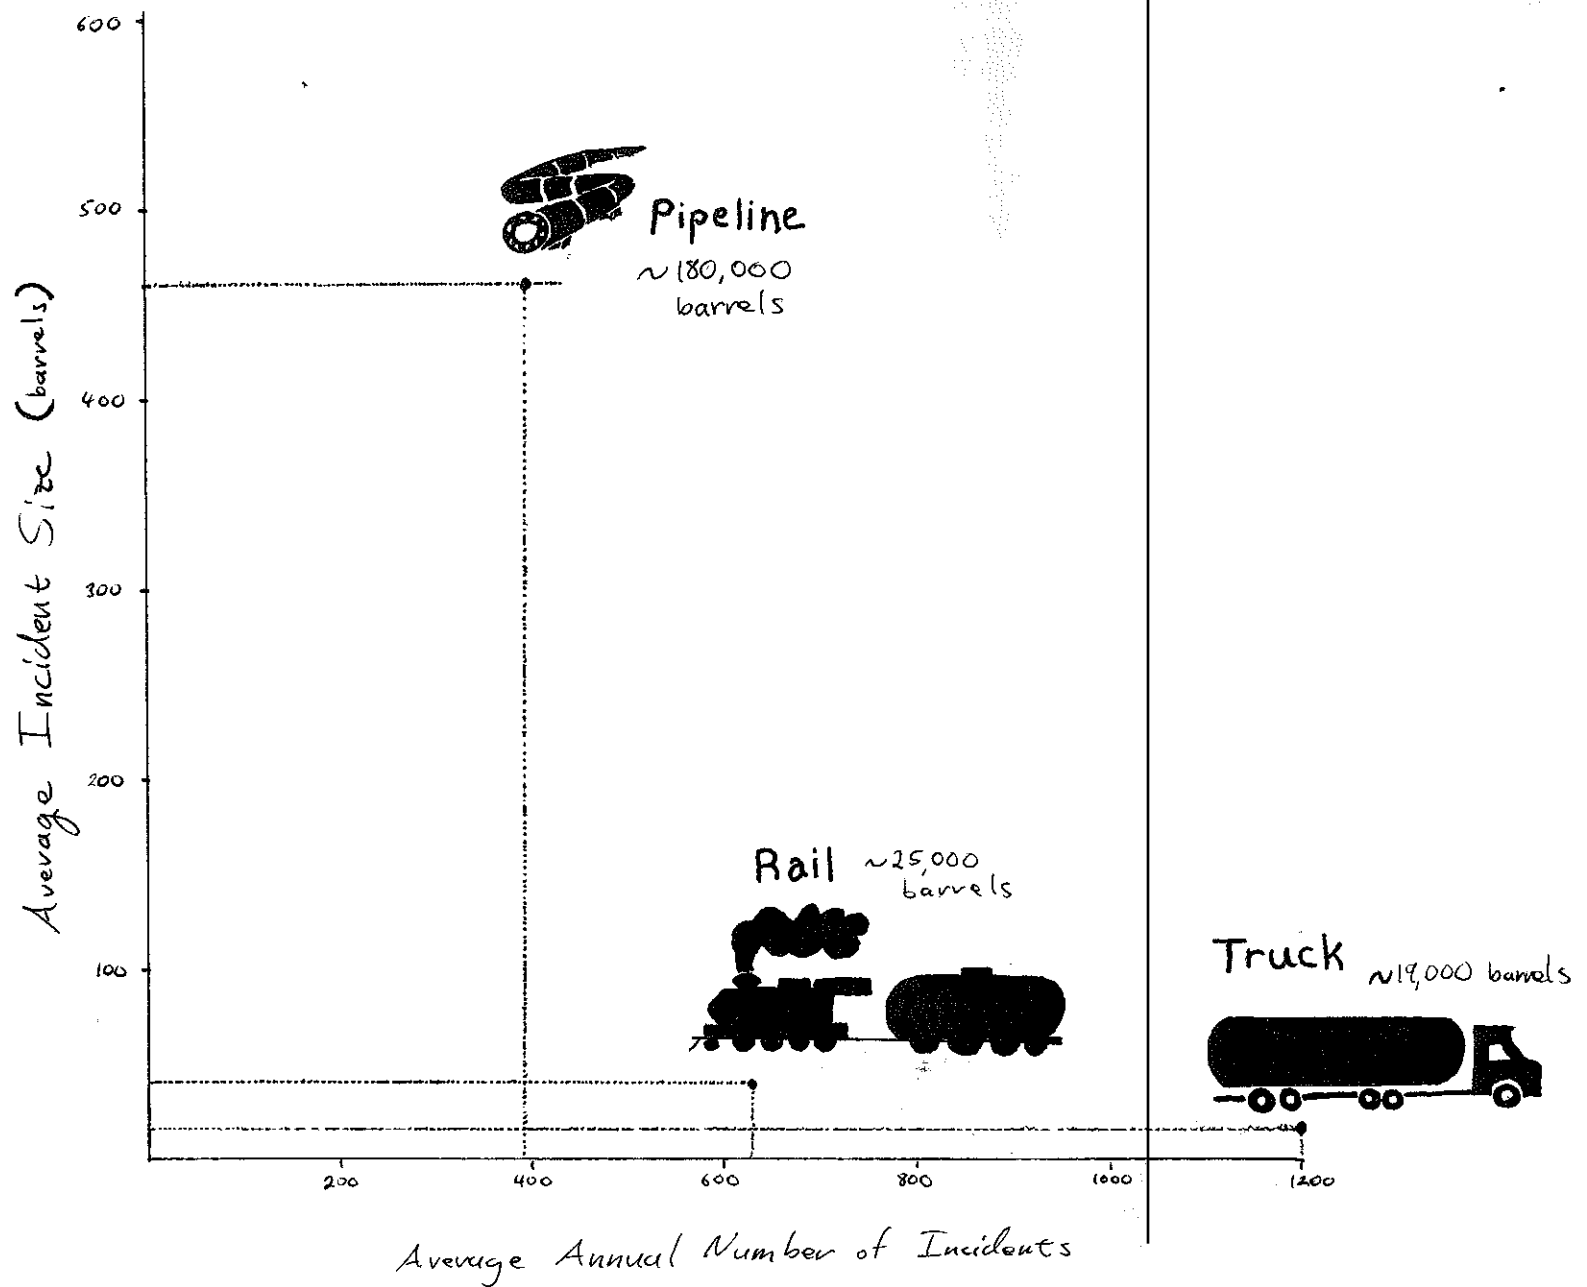 600
500
400
300
200
100
Average Incident Size (barrels)
Pipeline
~180,000
barrels
Rail
~25,000
barrels
Truck
~19,000 barrels
200
400
600
800
1000
1200
Average Annual Number of Incidents